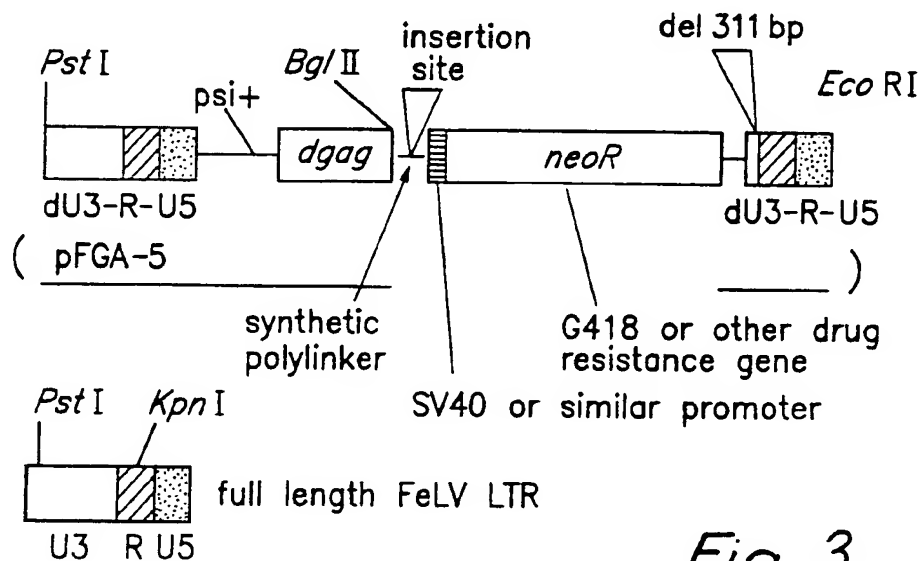 del 311 bp
insertion
site
Pst I
Bgl II
Eco RI
psi+
dgag
neoR
dU3-R-U5
dU3-R-U5
( pFGA-5 )
synthetic
polylinker
G418 or other drug
resistance gene
SV40 or similar promoter
Pst I
Kpn I
full length FeLV LTR
U3 R U5
Fig. 3